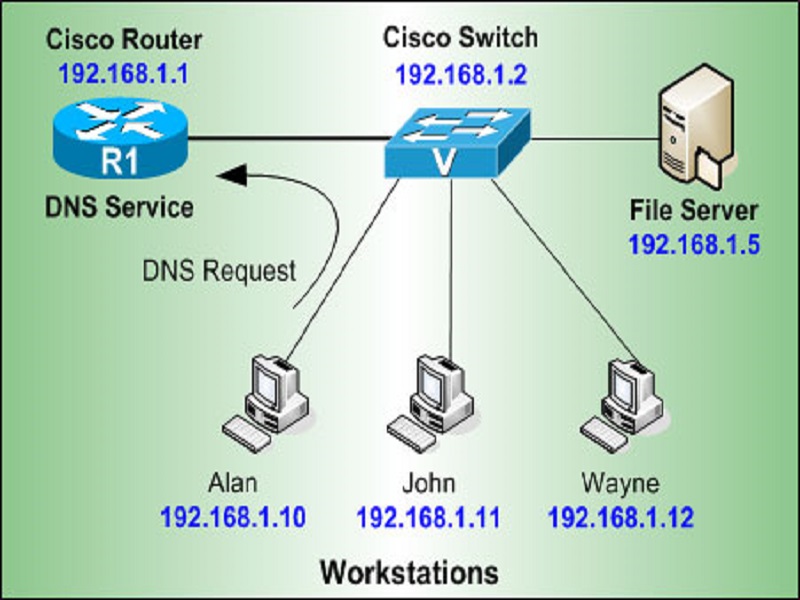 Cisco Router
192.168.1.1
R1
DNS Service
Cisco Switch
192.168.1.2
V
File Server
192.168.1.5
DNS Request
Alan
192.168.1.10
John
192.168.1.11
Wayne
192.168.1.12
Workstations